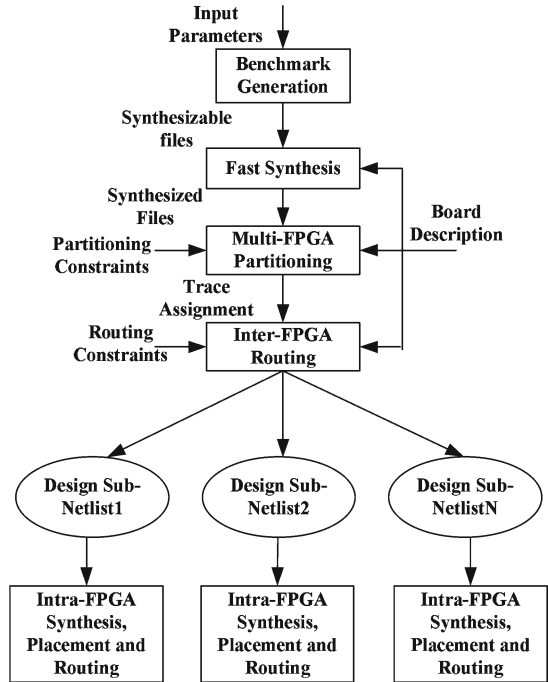 Input
Parameters
Benchmark
Generation
Synthesizable
files
Fast Synthesis
Synthesized
Files
Board
Description
Partitioning
Constraints
Multi-FPGA
Partitioning
Trace
Assignment
Routing
Constraints
Inter-FPGA
Routing
Design Sub-
Netlist1
Design Sub-
Netlist2
Design Sub-
NetlistN
Intra-FPGA
Synthesis,
Placement and
Routing
Intra-FPGA
Synthesis,
Placement and
Routing
Intra-FPGA
Synthesis,
Placement and
Routing